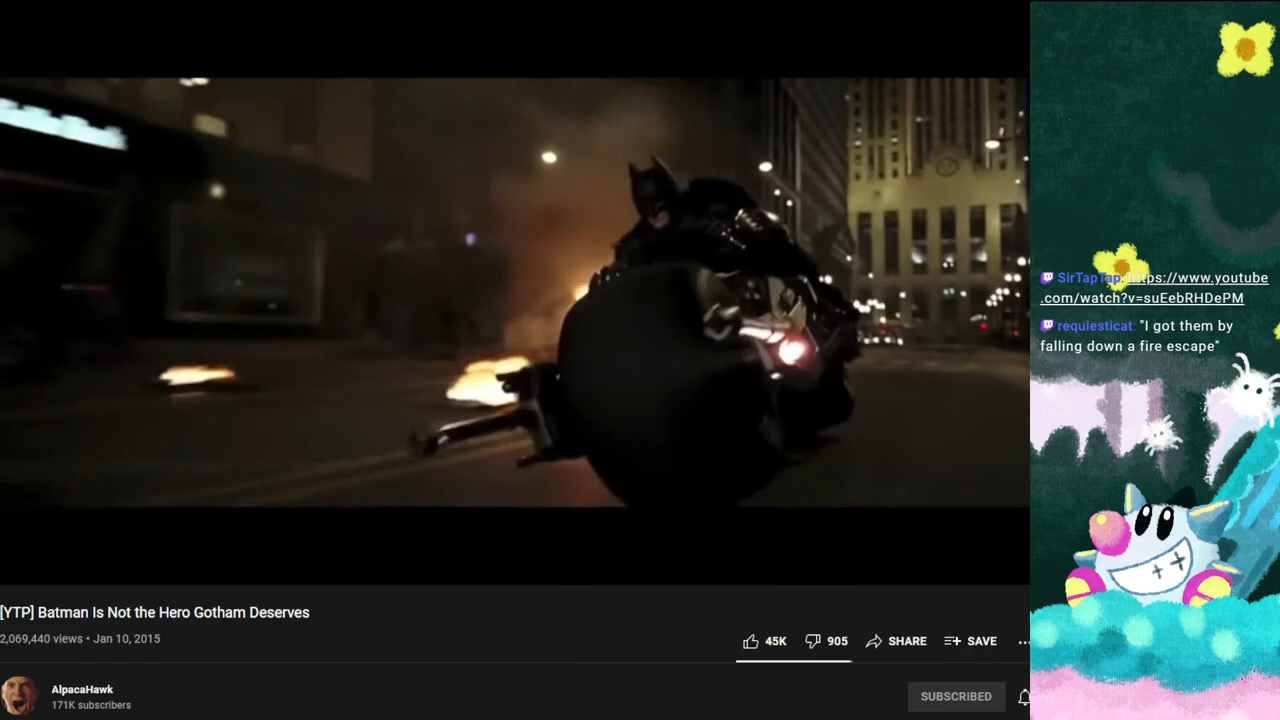 SirTapTap: https://www.youtube
.com/watch?v=suEebRHDePM
requiesticat: "I got them by
falling down a fire escape"
[YTP] Batman Is Not the Hero Gotham Deserves
2,069,440 views • Jan 10, 2015
45K 905 SHARE SAVE ...
AlpacaHawk
171K subscribers
SUBSCRIBED